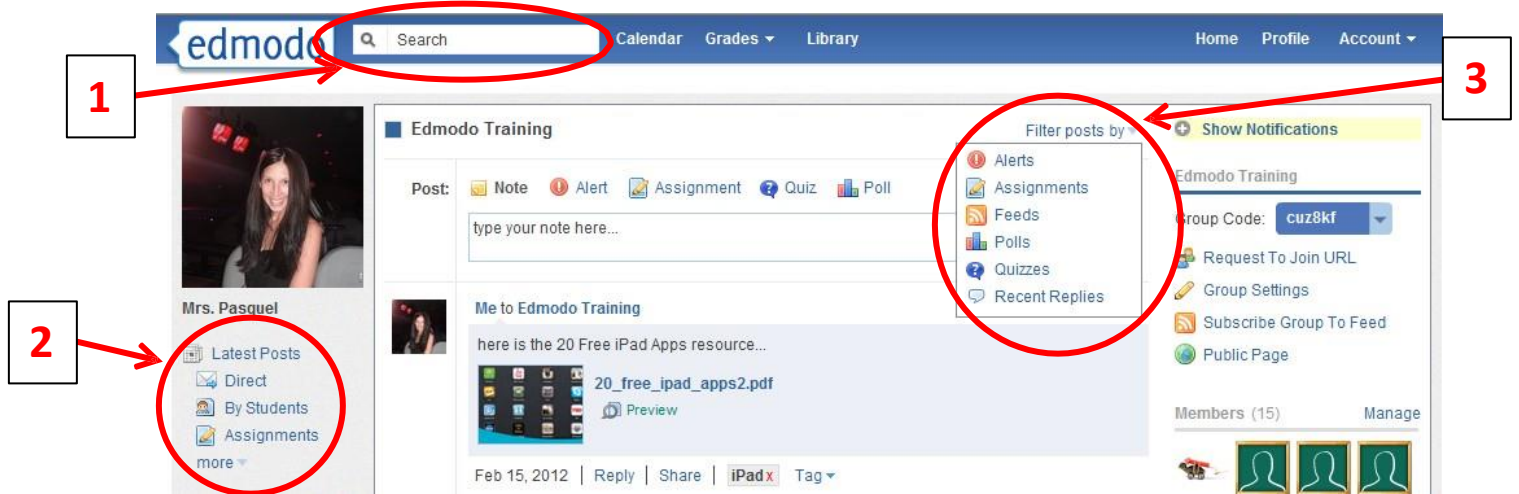 edmodo Search Calendar Grades Library Home Profile Account
1
3
Edmodo Training
Filter posts by
Show Notifications
Alerts
Assignments
Feeds
Polls
Quizzes
Recent Replies
Post: Note Alert Assignment Quiz Poll
type your note here...
Edmodo Training
Group Code: cuz8kf
Request To Join URL
Group Settings
Subscribe Group To Feed
Public Page
Mrs. Pasquel
2
Latest Posts
Direct
By Students
Assignments
more
Me to Edmodo Training
here is the 20 Free iPad Apps resource...
20_free_ipad_apps2.pdf
Preview
Feb 15, 2012 | Reply | Share | iPad x Tag
Members (15) Manage